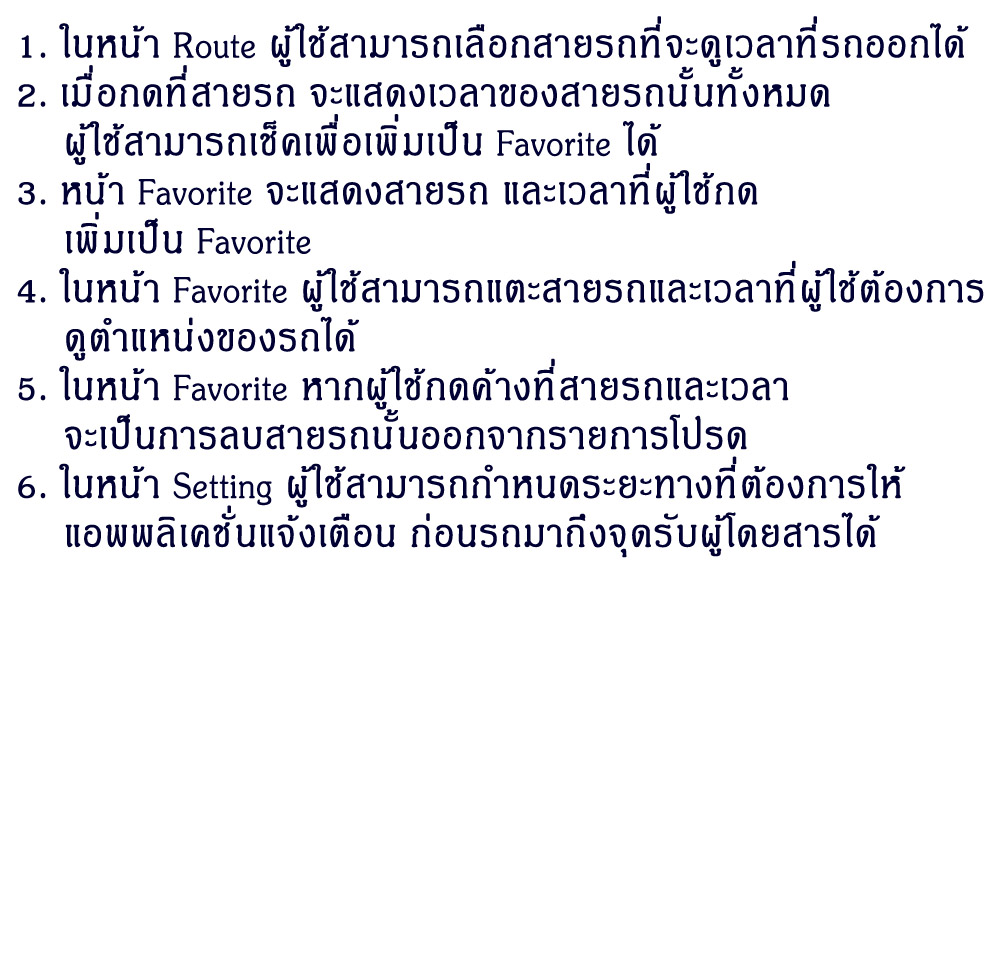 1. ในหน้า Route ผู้ใช้สามารถเลือกสายรถที่จะดูเวลาที่รถออกได้
2. เมื่อกดที่สายรถ จะแสดงเวลาของสายรถนั้นทั้งหมด
ผู้ใช้สามารถเช็คเพื่อเพิ่มเป็น Favorite ได้
3. หน้า Favorite จะแสดงสายรถ และเวลาที่ผู้ใช้กด
เพิ่มเป็น Favorite
4. ในหน้า Favorite ผู้ใช้สามารถแตะสายรถและเวลาที่ผู้ใช้ต้องการ
ดูตำแหน่งของรถได้
5. ในหน้า Favorite หากผู้ใช้กดค้างที่สายรถและเวลา
จะเป็นการลบสายรถนั้นออกจากรายการโปรด
6. ในหน้า Setting ผู้ใช้สามารถกำหนดระยะทางที่ต้องการให้
แอพพลิเคชั่นแจ้งเตือน ก่อนรถมาถึงจุดรับผู้โดยสารได้